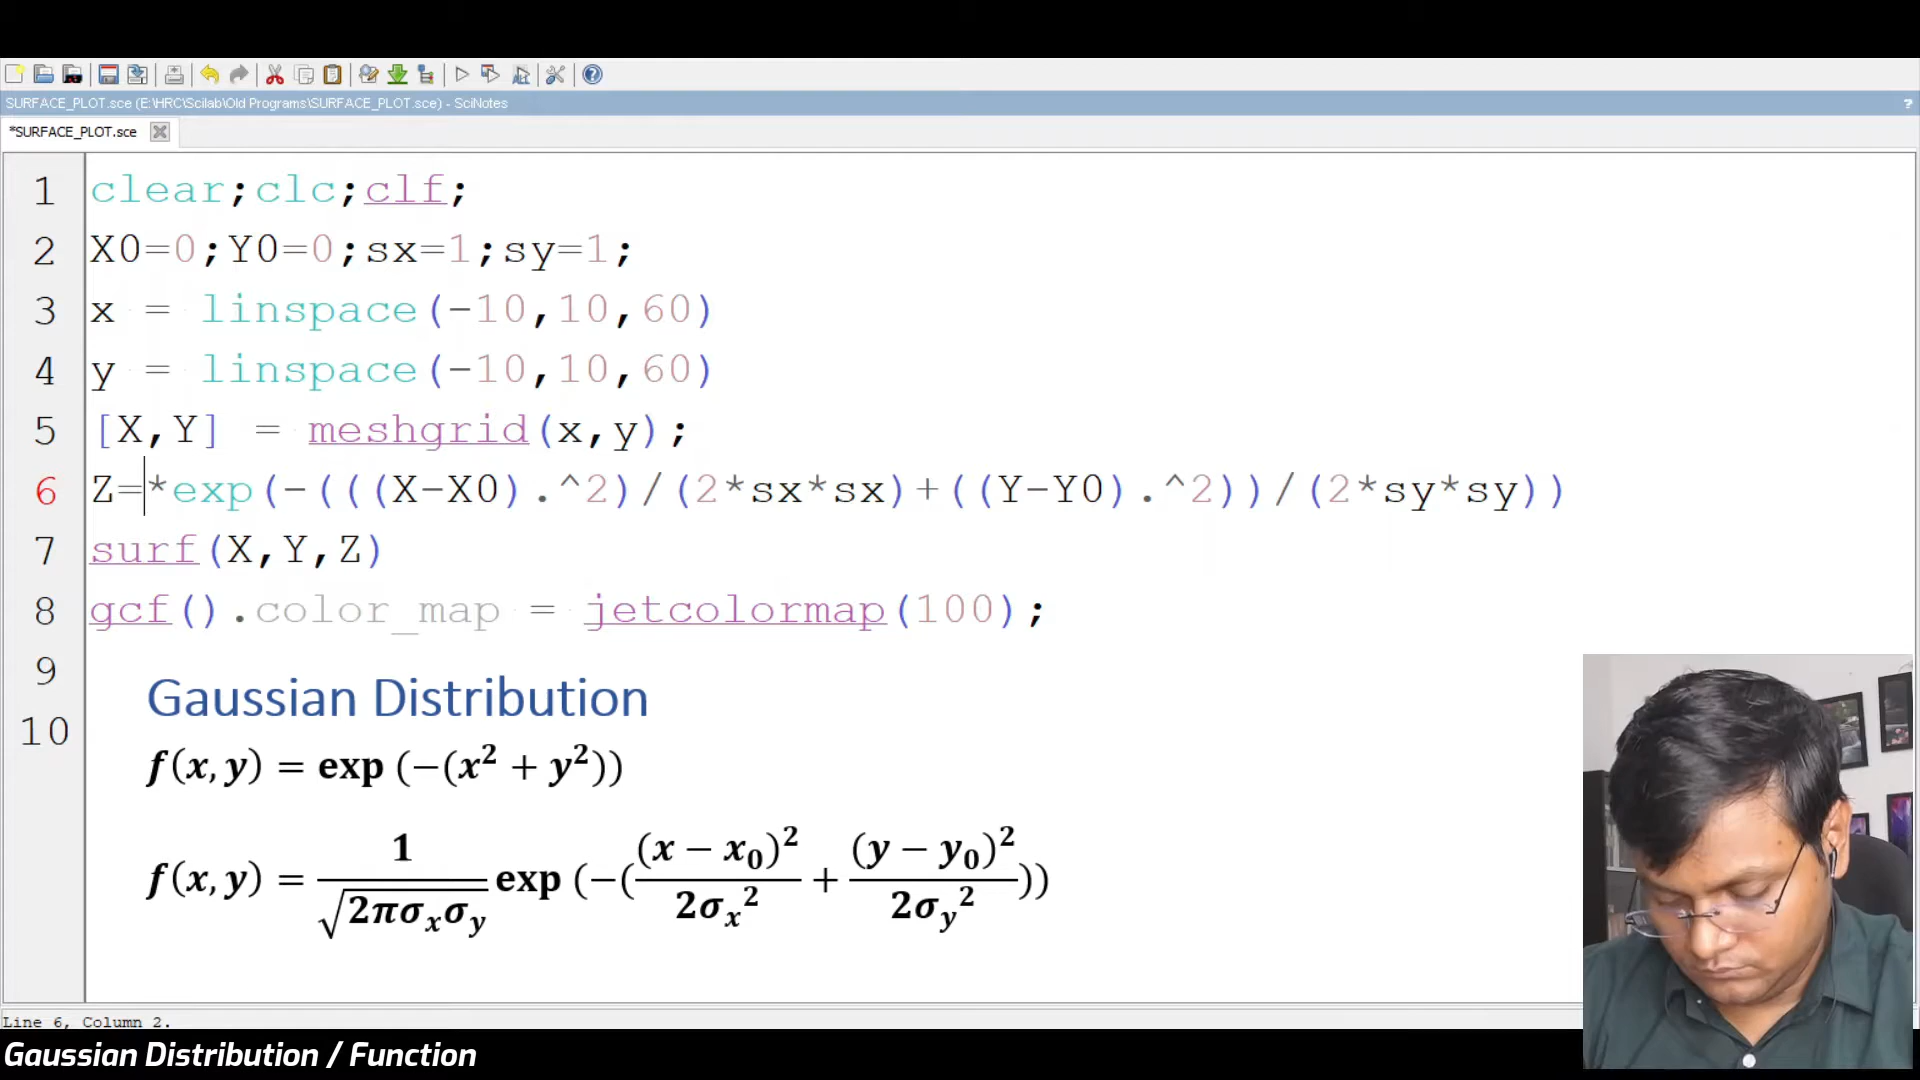 SURFACE_PLOT.sce (E:\HRC\Scilab\Old Programs\SURFACE_PLOT.sce) - SciNotes ?
*SURFACE_PLOT.sce
1 clear;clc;clf;
2 X0=0;Y0=0;sx=1;sy=1;
3 x = linspace(-10,10,60)
4 y = linspace(-10,10,60)
5 [X,Y] = meshgrid(x,y);
6 Z=*exp(-(((X-X0).^2)/(2*sx*sx)+((Y-Y0).^2))/(2*sy*sy))
7 surf(X,Y,Z)
8 gcf().color_map = jetcolormap(100);
9
10
Gaussian Distribution
f(x, y) = exp (−(x² + y²))
f(x, y) = 1/√(2πσₓσ_y) exp (−((x − x₀)²/2σₓ² + (y − y₀)²/2σ_y²))
Line 6, Column 2.
Gaussian Distribution / Function